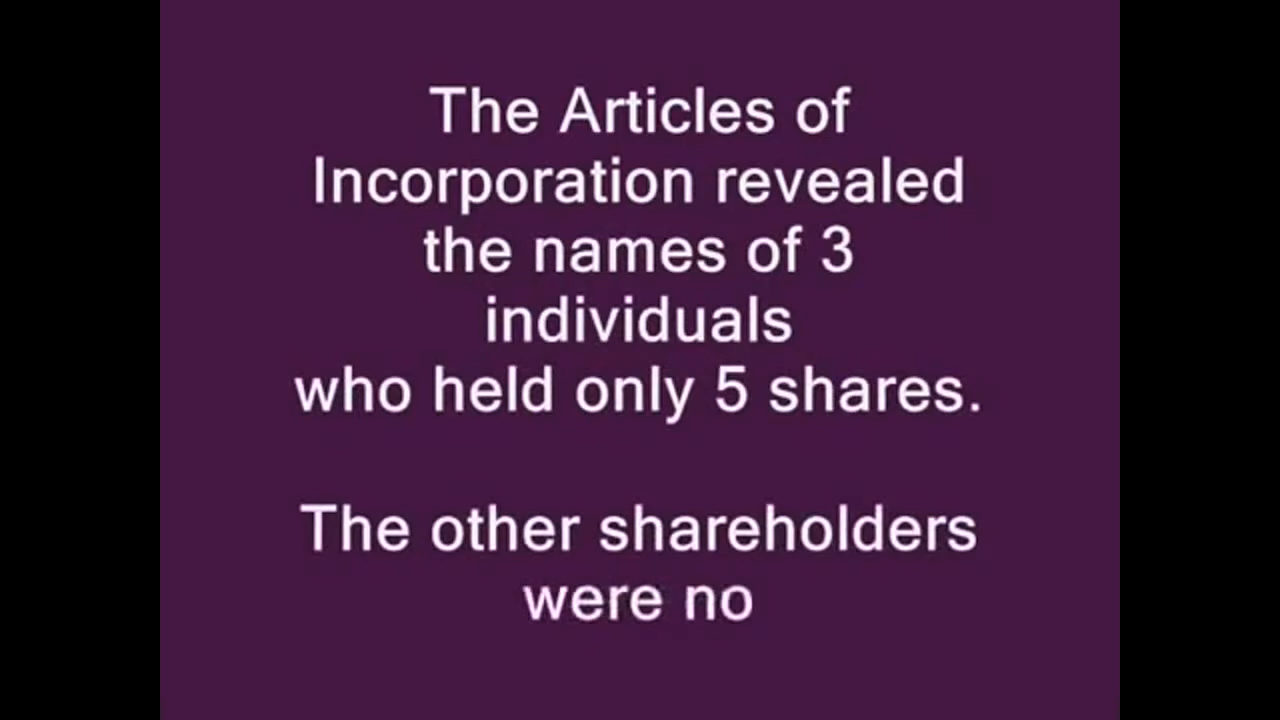 The Articles of
Incorporation revealed
the names of 3
individuals
who held only 5 shares.
The other shareholders
were no